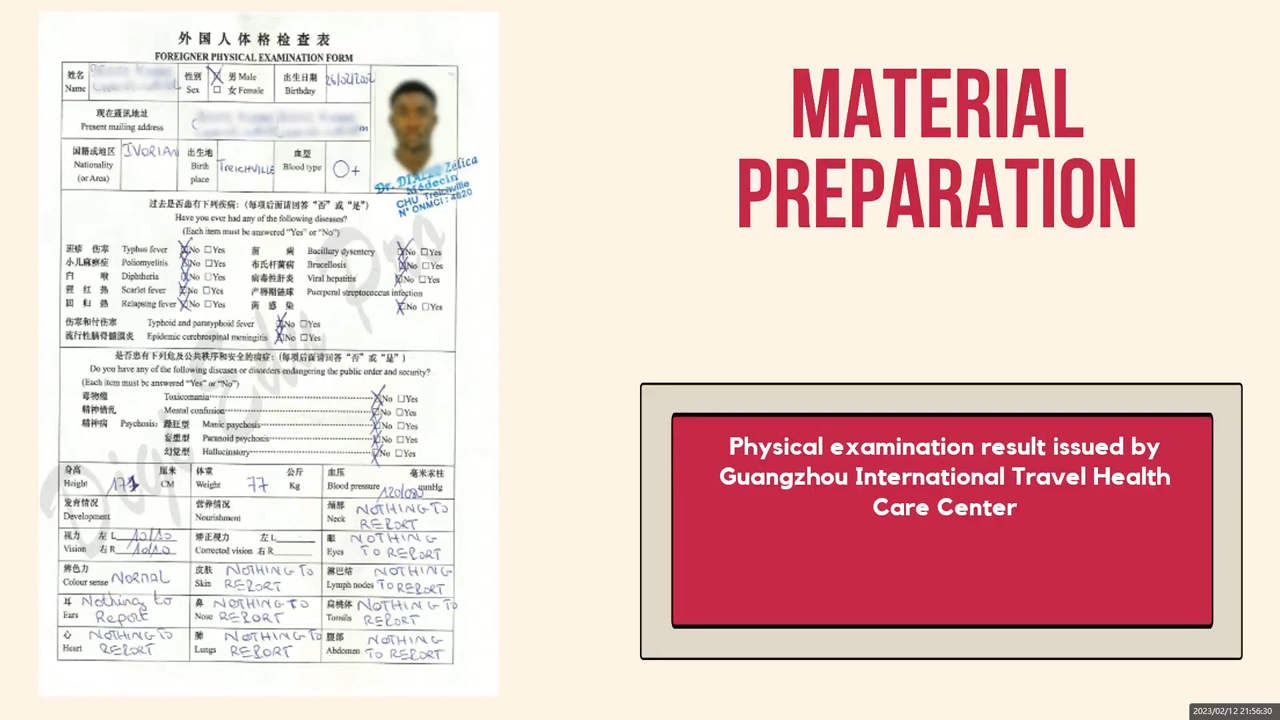 外国人体格检查表
FOREIGNER PHYSICAL EXAMINATION FORM
姓名 Name
性别 Sex
男 Male
女 Female
出生日期 Birthday
现在通讯地址
Present mailing address
国籍或地区 Nationality (or Area) IVORIAN
出生地 Birth place TREICHVILLE
血型 Blood type O+
Dr. DIALLO Zélica
Médecin
CHU Treichville
N° ONMCI : 4820
过去是否患有下列疾病:(每项后面请回答“否”或“是”)
Have you ever had any of the following diseases?
(Each item must be answered “Yes” or “No”)
斑疹伤寒 Typhus fever No Yes 菌痢 Bacillary dysentery No Yes
小儿麻痹症 Poliomyelitis No Yes 布氏杆菌病 Brucellosis No Yes
白喉 Diphtheria No Yes 病毒性肝炎 Viral hepatitis No Yes
猩红热 Scarlet fever No Yes 产褥期链球 Puerperal streptococcus infection
回归热 Relapsing fever No Yes 菌感染 No Yes
伤寒和付伤寒 Typhoid and paratyphoid fever No Yes
流行性脑脊髓膜炎 Epidemic cerebrospinal meningitis No Yes
是否患有下列危及公共秩序和安全的病症:(每项后面请回答“否”或“是”)
Do you have any of the following diseases or disorders endangering the public order and security?
(Each item must be answered “Yes” or “No”)
毒物瘾 Toxicomania No Yes
精神错乱 Mental confusion No Yes
精神病 Psychosis: 躁狂型 Manic psychosis No Yes
妄想型 Paranoid psychosis No Yes
幻觉型 Hallucinatory No Yes
身高 厘米 体重 公斤 血压 毫米汞柱
Height 171 CM Weight 77 Kg Blood pressure mmHg
发育情况 Development
营养情况 Nourishment
颈部 Neck NOTHING TO REPORT
视力 左 L 10/10 矫正视力 左 L 眼 NOTHING
Vision 右 R 10/10 Corrected vision 右 R Eyes TO REPORT
辨色力 Colour sense NORMAL
皮肤 Skin NOTHING TO REPORT
淋巴结 Lymph nodes NOTHING TO REPORT
耳 Ears Nothing to Report
鼻 Nose NOTHING TO REPORT
扁桃体 Tonsils NOTHING TO REPORT
心 Heart NOTHING TO REPORT
肺 Lungs NOTHING TO REPORT
腹部 Abdomen NOTHING TO REPORT
Digi Edu Pro
MATERIAL
PREPARATION
Physical examination result issued by
Guangzhou International Travel Health
Care Center
2023/02/12 21:56:30